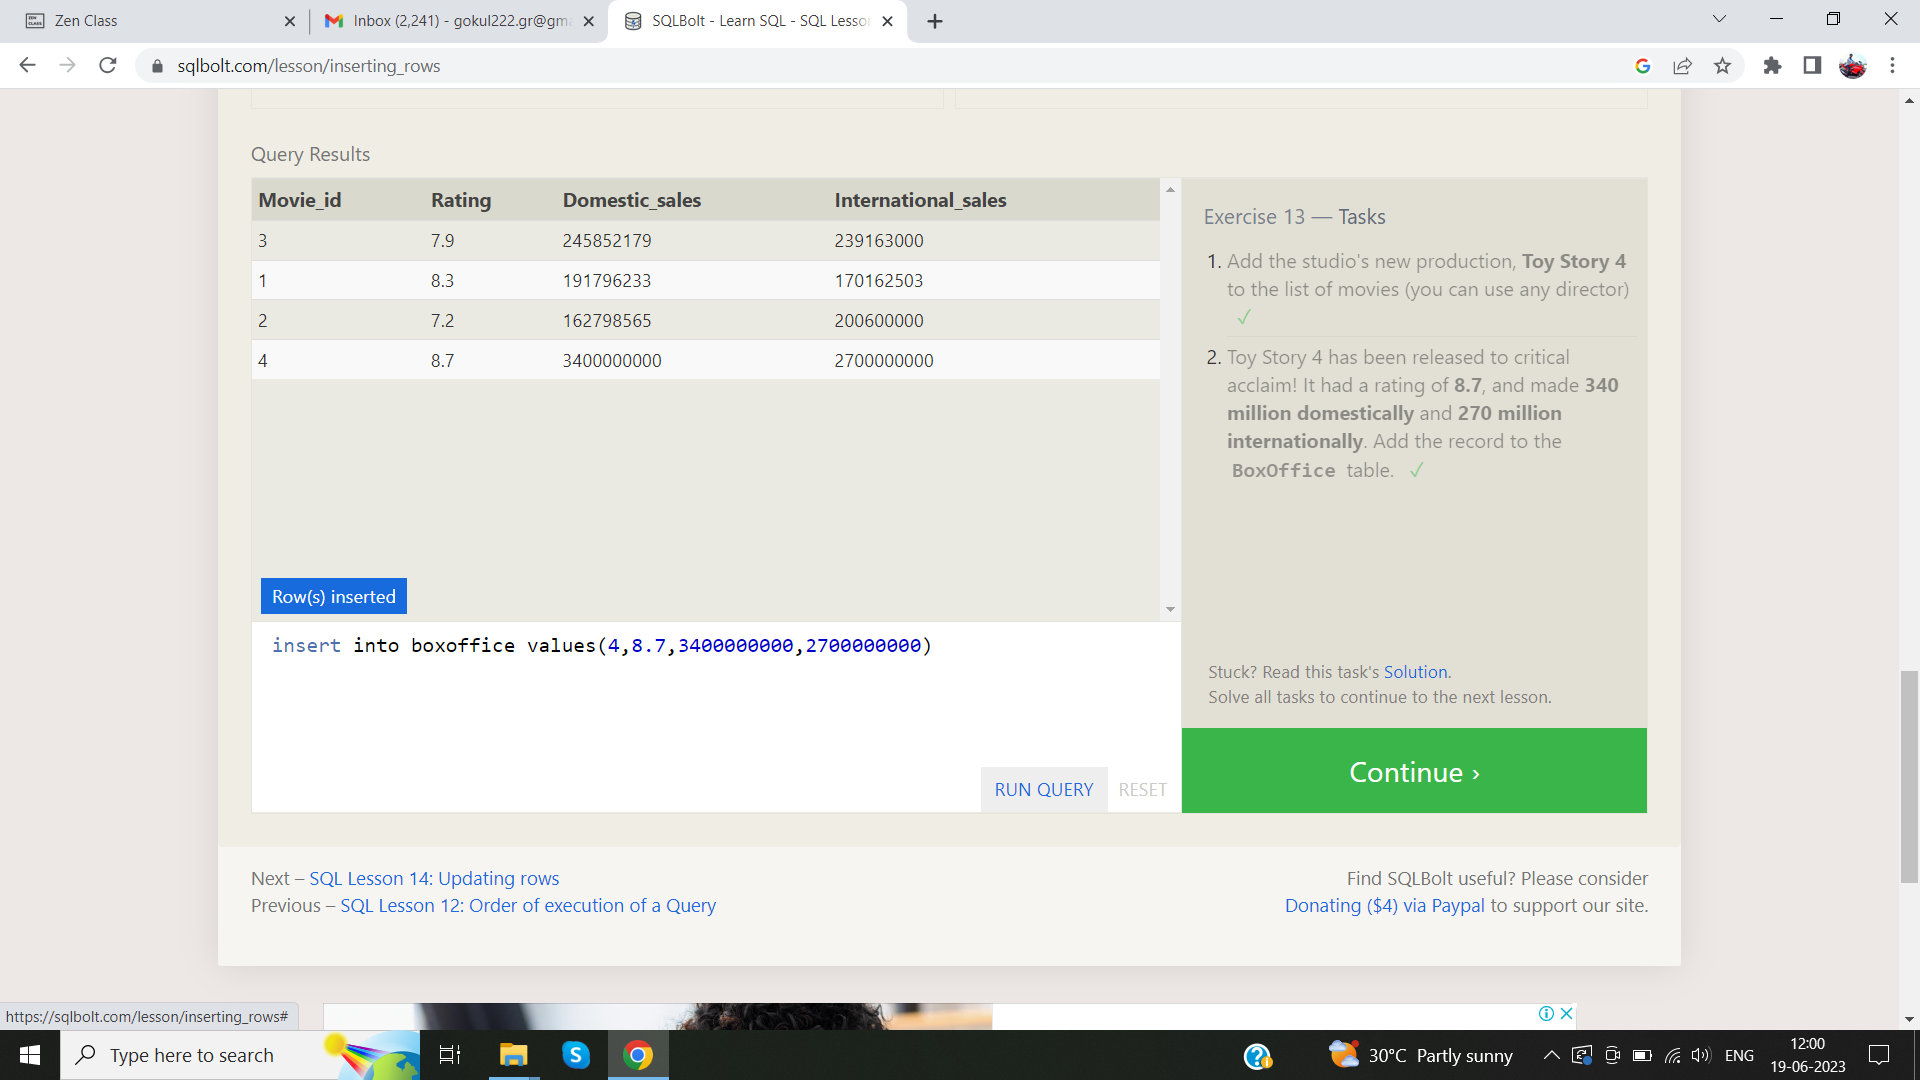 Zen Class
Inbox (2,241) - gokul222.gr@gm
SQLBolt - Learn SQL - SQL Lesson
sqlbolt.com/lesson/inserting_rows
Query Results
Movie_id Rating Domestic_sales International_sales
3 7.9 245852179 239163000
1 8.3 191796233 170162503
2 7.2 162798565 200600000
4 8.7 3400000000 2700000000
Row(s) inserted
insert into boxoffice values(4,8.7,3400000000,2700000000)
RUN QUERY RESET
Exercise 13 — Tasks
1. Add the studio's new production, Toy Story 4
to the list of movies (you can use any director)
✓
2. Toy Story 4 has been released to critical
acclaim! It had a rating of 8.7, and made 340
million domestically and 270 million
internationally. Add the record to the
BoxOffice table. ✓
Stuck? Read this task's Solution.
Solve all tasks to continue to the next lesson.
Continue ›
Next – SQL Lesson 14: Updating rows
Previous – SQL Lesson 12: Order of execution of a Query
Find SQLBolt useful? Please consider
Donating ($4) via Paypal to support our site.
https://sqlbolt.com/lesson/inserting_rows#
Type here to search
30°C Partly sunny
ENG
12:00
19-06-2023